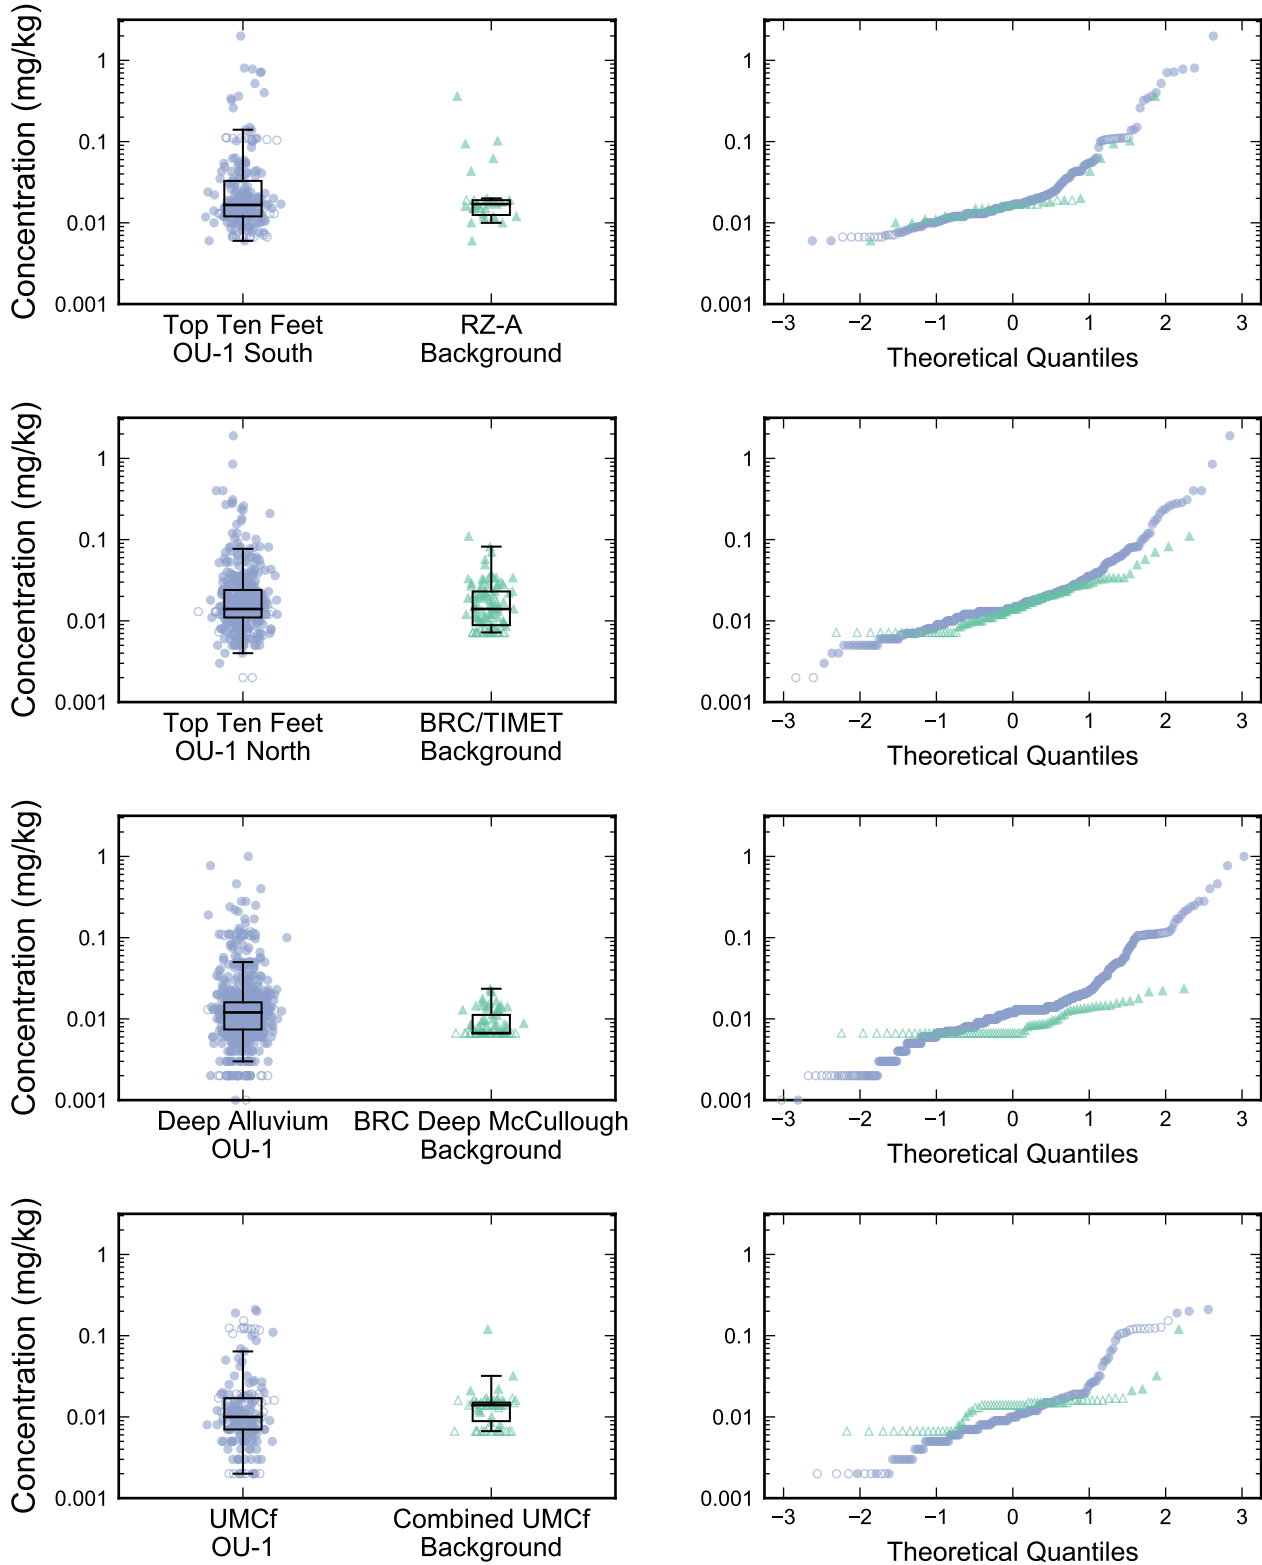 Concentration (mg/kg)
1
0.1
0.01
0.001
Top Ten Feet
OU-1 South
RZ-A
Background
1
0.1
0.01
0.001
−3 −2 −1 0 1 2 3
Theoretical Quantiles
Concentration (mg/kg)
1
0.1
0.01
0.001
Top Ten Feet
OU-1 North
BRC/TIMET
Background
1
0.1
0.01
0.001
−3 −2 −1 0 1 2 3
Theoretical Quantiles
Concentration (mg/kg)
1
0.1
0.01
0.001
Deep Alluvium
OU-1
BRC Deep McCullough
Background
1
0.1
0.01
0.001
−3 −2 −1 0 1 2 3
Theoretical Quantiles
Concentration (mg/kg)
1
0.1
0.01
0.001
UMCf
OU-1
Combined UMCf
Background
1
0.1
0.01
0.001
−3 −2 −1 0 1 2 3
Theoretical Quantiles